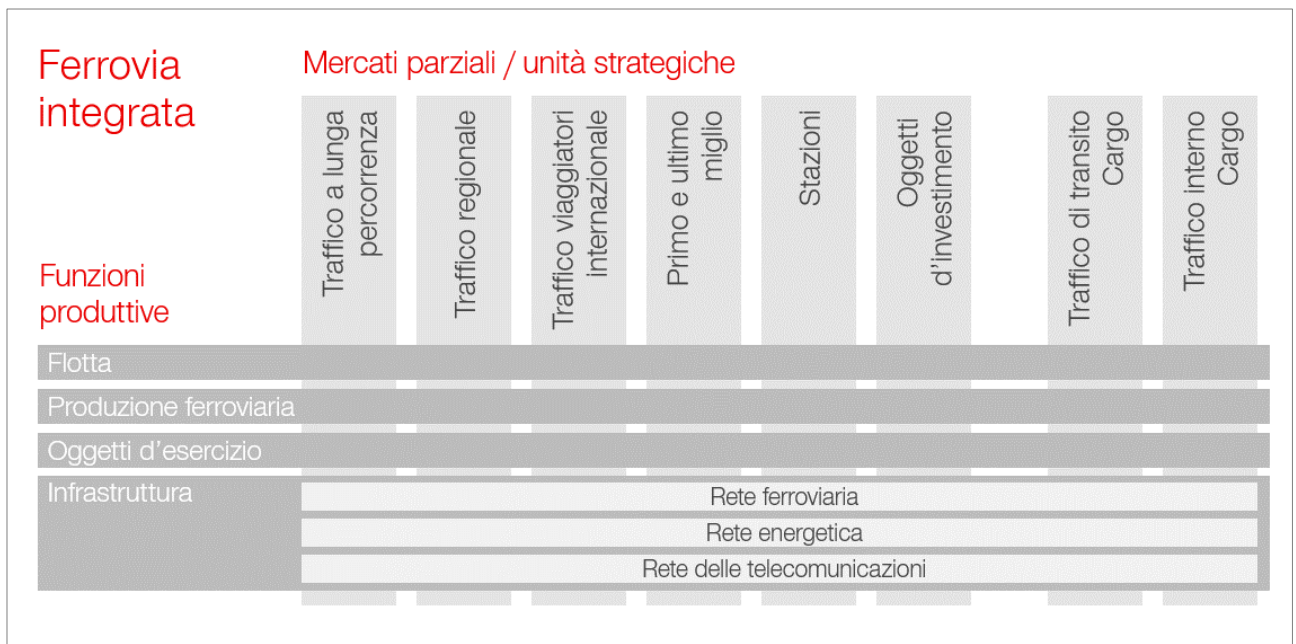 Ferrovia
integrata
Mercati parziali / unità strategiche
Traffico a lunga
percorrenza
Traffico regionale
Traffico viaggiatori
internazionale
Primo e ultimo
miglio
Stazioni
Oggetti
d’investimento
Traffico di transito
Cargo
Traffico interno
Cargo
Funzioni
produttive
Flotta
Produzione ferroviaria
Oggetti d’esercizio
Infrastruttura
Rete ferroviaria
Rete energetica
Rete delle telecomunicazioni